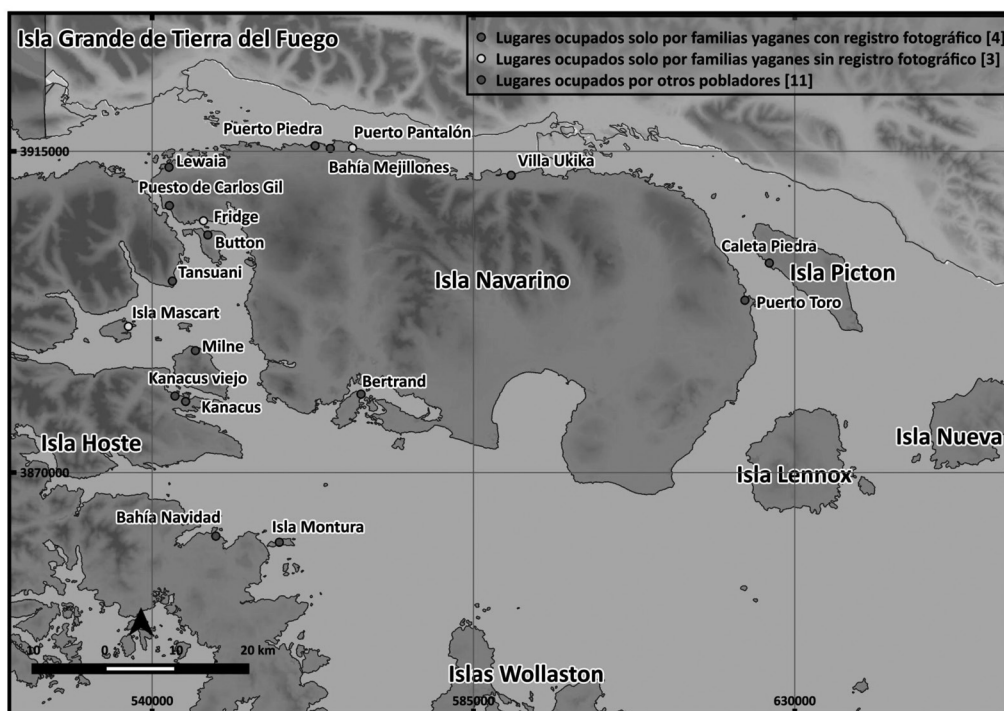 Isla Grande de Tierra del Fuego
Lugares ocupados solo por familias yaganes con registro fotográfico [4]
Lugares ocupados solo por familias yaganes sin registro fotográfico [3]
Lugares ocupados por otros pobladores [11]
Puerto Piedra
Puerto Pantalón
3915000
Bahía Mejillones
Villa Ukika
Lewaia
Puesto de Carlos Gil
Fridge
Button
Caleta Piedra
Isla Picton
Tansuani
Isla Navarino
Puerto Toro
Isla Mascart
Milne
Kanacus viejo
Bertrand
Kanacus
Isla Hoste
Isla Nueva
3870000
Isla Lennox
Bahía Navidad
Isla Montura
10 0 10 20 km
Islas Wollaston
540000 585000 630000